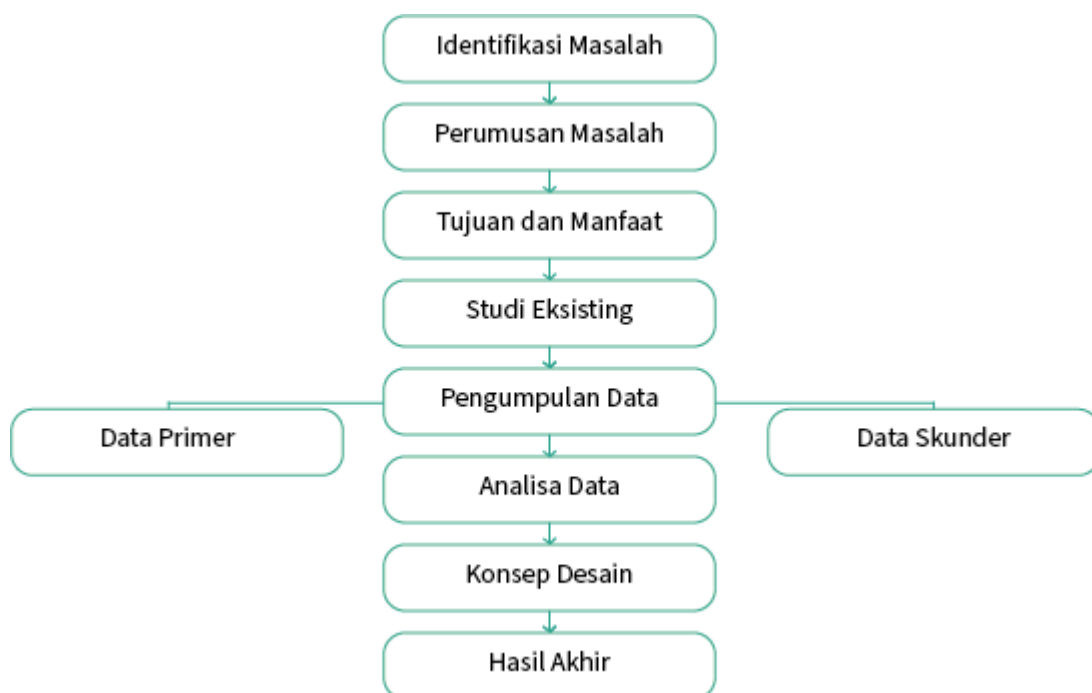 Identifikasi Masalah
Perumusan Masalah
Tujuan dan Manfaat
Studi Eksisting
Pengumpulan Data
Data Primer
Data Skunder
Analisa Data
Konsep Desain
Hasil Akhir